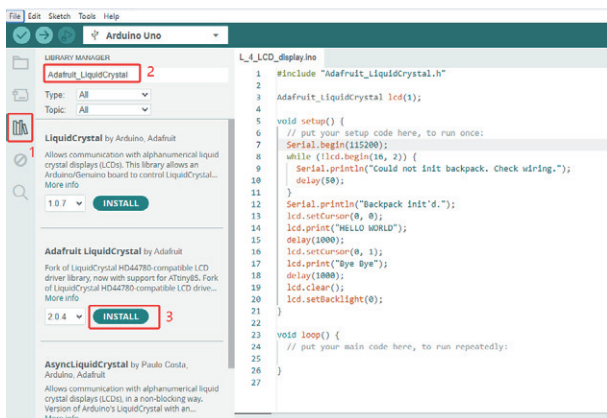 File Edit Sketch Tools Help
Arduino Uno
LIBRARY MANAGER
Adafruit_LiquidCrystal 2
Type: All
Topic: All
1
LiquidCrystal by Arduino, Adafruit
Allows communication with alphanumerical liquid
crystal displays (LCDs). This library allows an
Arduino/Genuino board to control LiquidCrystal...
More info
1.0.7 INSTALL
Adafruit LiquidCrystal by Adafruit
Fork of LiquidCrystal HD44780-compatible LCD
driver library, now with support for ATtiny85. Fork
of LiquidCrystal HD44780-compatible LCD drive...
More info
2.0.4 INSTALL 3
AsyncLiquidCrystal by Paulo Costa,
Arduino, Adafruit
Allows communication with alphanumerical liquid
crystal displays (LCDs), in a non-blocking way.
Version of Arduino's LiquidCrystal with an...
More info
L_4_LCD_display.ino
1 #include "Adafruit_LiquidCrystal.h"
2
3 Adafruit_LiquidCrystal lcd(1);
4
5 void setup() {
6 // put your setup code here, to run once:
7 Serial.begin(115200);
8 while (!lcd.begin(16, 2)) {
9 Serial.println("Could not init backpack. Check wiring.");
10 delay(50);
11 }
12 Serial.println("Backpack init'd.");
13 lcd.setCursor(0, 0);
14 lcd.print("HELLO WORLD");
15 delay(1000);
16 lcd.setCursor(0, 1);
17 lcd.print("Bye Bye");
18 delay(1000);
19 lcd.clear();
20 lcd.setBacklight(0);
21 }
22
23 void loop() {
24 // put your main code here, to run repeatedly:
25
26 }
27